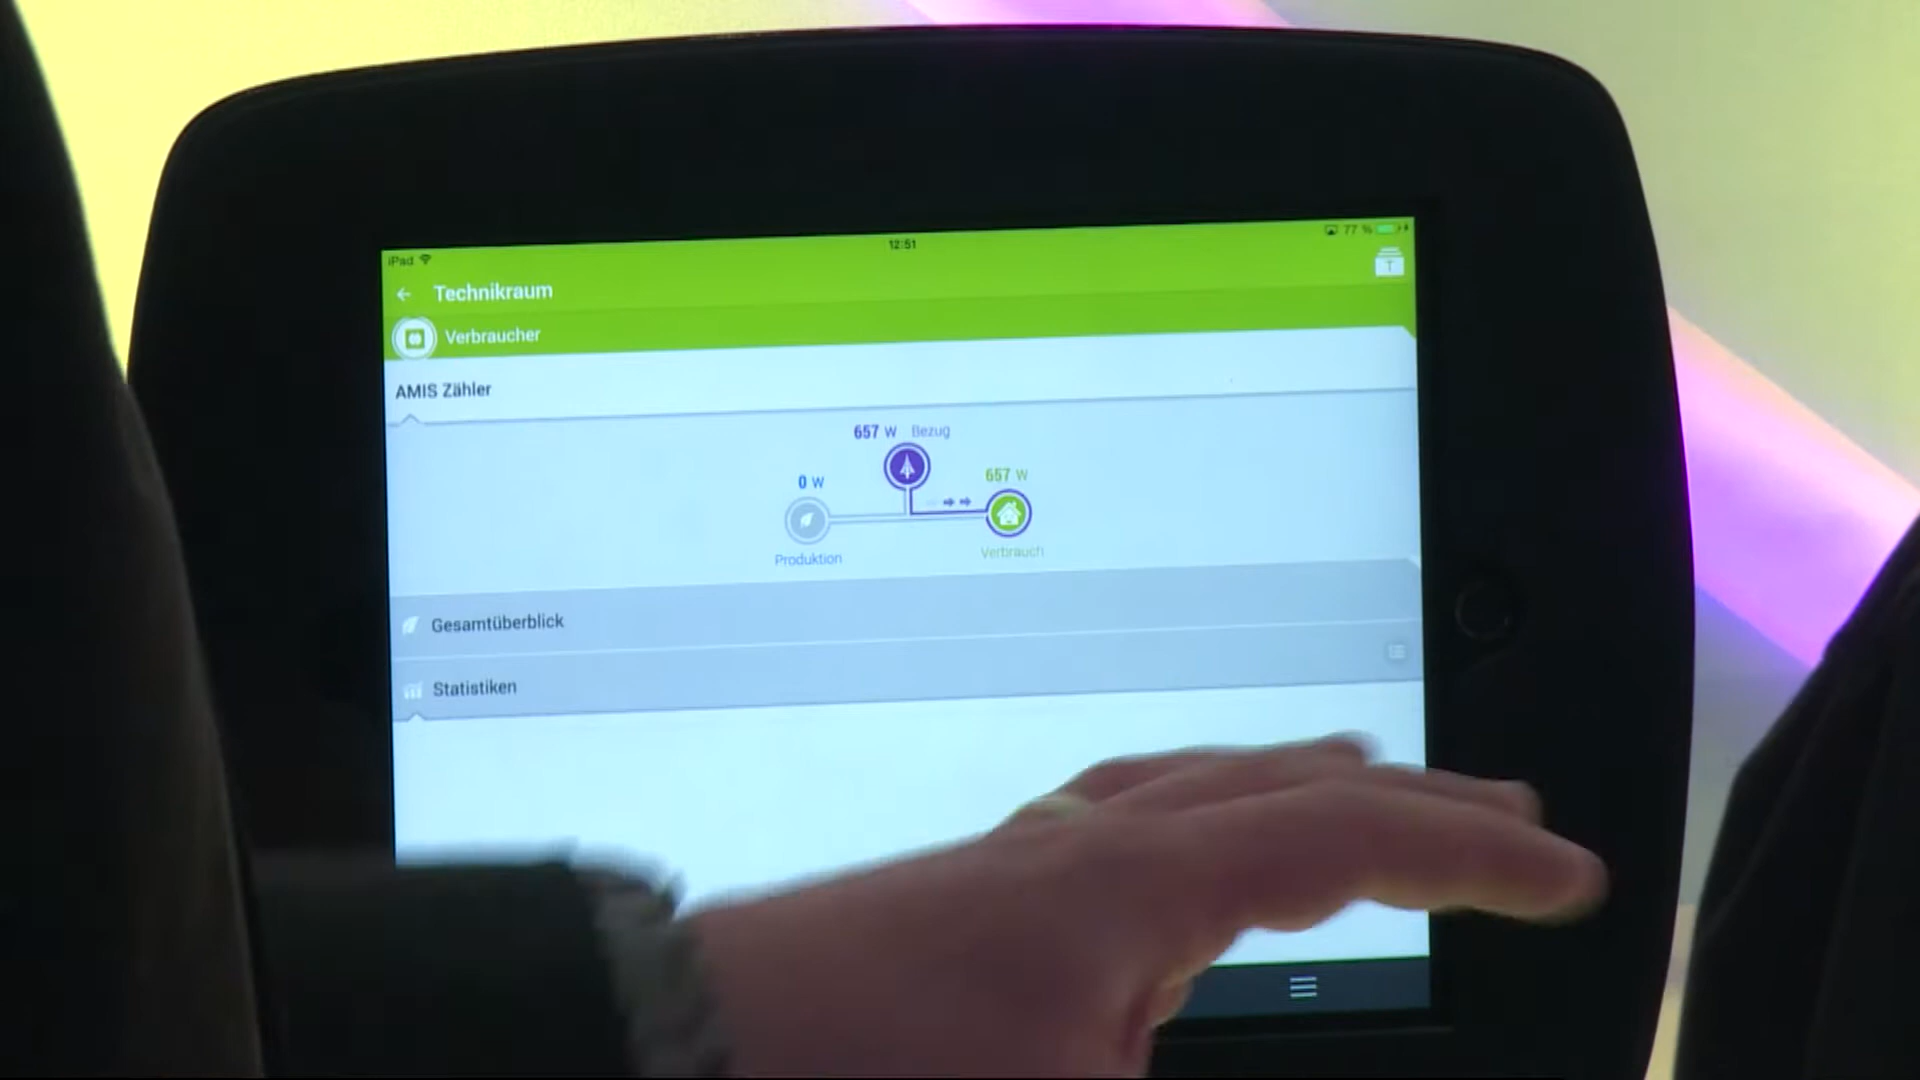 iPad
12:51
77 %
Technikraum
T
Verbraucher
AMIS Zähler
657 W Bezug
0 W
657 W
Produktion
Verbrauch
Gesamtüberblick
Statistiken